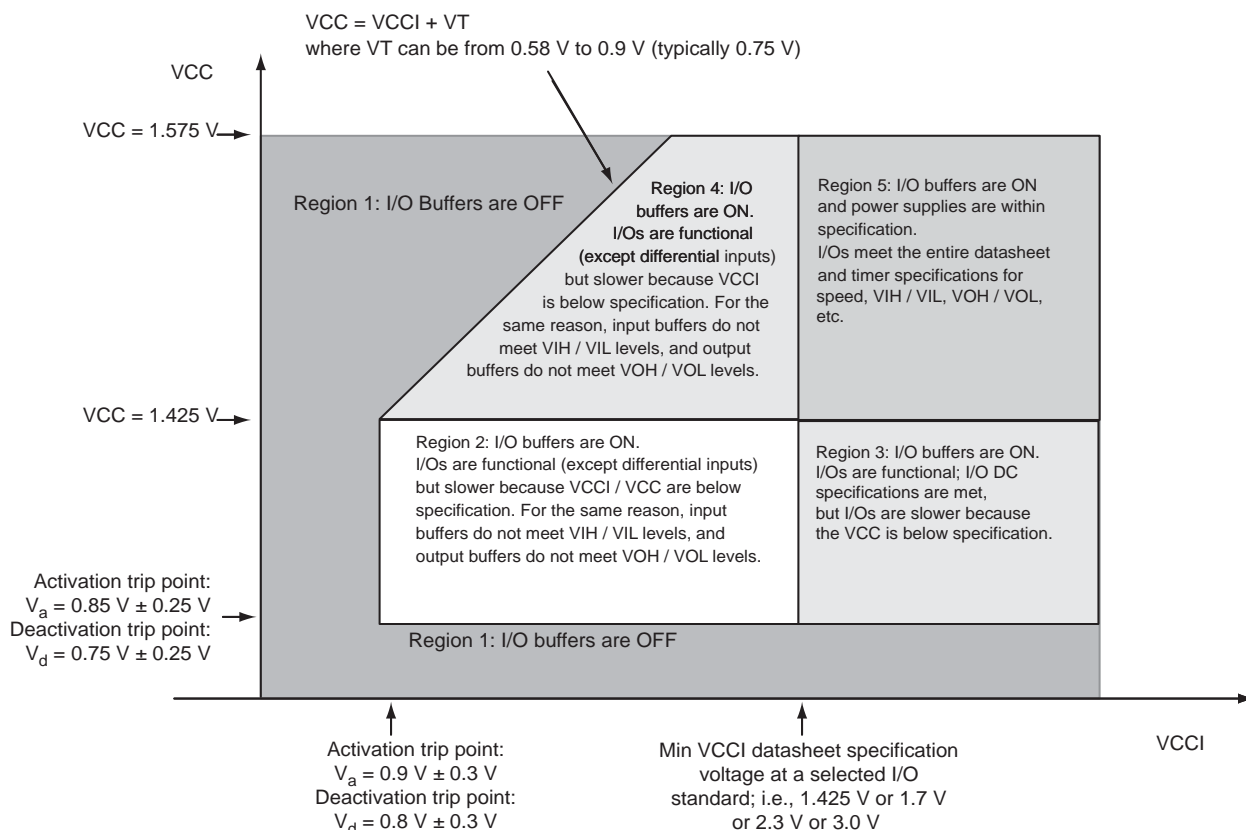 VCC = VCCI + VT
where VT can be from 0.58 V to 0.9 V (typically 0.75 V)
VCC
VCC = 1.575 V
Region 1: I/O Buffers are OFF
Region 4: I/O
buffers are ON.
I/Os are functional
(except differential inputs)
but slower because VCCI
is below specification. For the
same reason, input buffers do not
meet VIH / VIL levels, and output
buffers do not meet VOH / VOL levels.
Region 5: I/O buffers are ON
and power supplies are within
specification.
I/Os meet the entire datasheet
and timer specifications for
speed, VIH / VIL, VOH / VOL,
etc.
VCC = 1.425 V
Region 2: I/O buffers are ON.
I/Os are functional (except differential inputs)
but slower because VCCI / VCC are below
specification. For the same reason, input
buffers do not meet VIH / VIL levels, and
output buffers do not meet VOH / VOL levels.
Region 3: I/O buffers are ON.
I/Os are functional; I/O DC
specifications are met,
but I/Os are slower because
the VCC is below specification.
Activation trip point:
Va = 0.85 V ± 0.25 V
Deactivation trip point:
Vd = 0.75 V ± 0.25 V
Region 1: I/O buffers are OFF
VCCI
Activation trip point:
Va = 0.9 V ± 0.3 V
Deactivation trip point:
Vd = 0.8 V ± 0.3 V
Min VCCI datasheet specification
voltage at a selected I/O
standard; i.e., 1.425 V or 1.7 V
or 2.3 V or 3.0 V